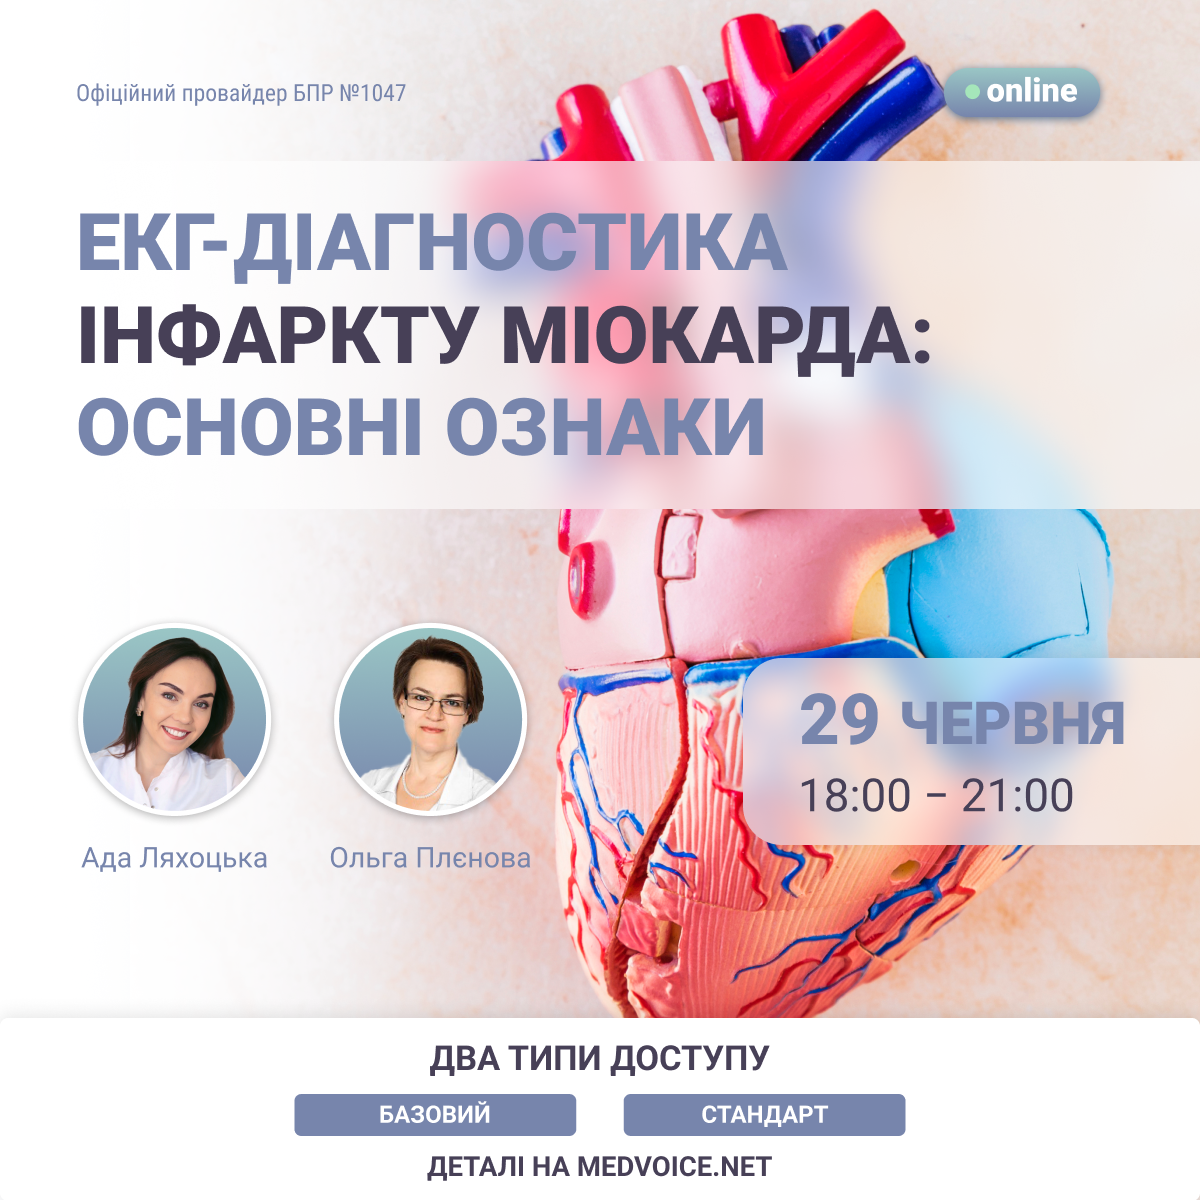 Офіційний провайдер БПР №1047
online
ЕКГ-ДІАГНОСТИКА
ІНФАРКТУ МІОКАРДА:
ОСНОВНІ ОЗНАКИ
29 ЧЕРВНЯ
18:00 – 21:00
Ада Ляхоцька
Ольга Плєнова
ДВА ТИПИ ДОСТУПУ
БАЗОВИЙ
СТАНДАРТ
ДЕТАЛІ НА MEDVOICE.NET